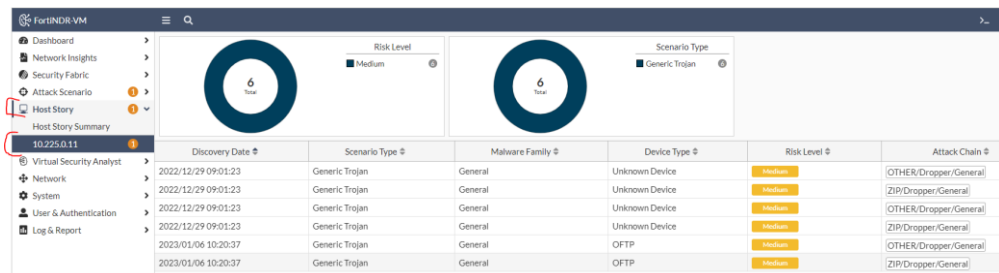 FortiNDR-VM
>_
Dashboard
Network Insights
Security Fabric
Attack Scenario 1
Host Story 1
Host Story Summary
10.225.0.11 1
Virtual Security Analyst
Network
System
User & Authentication
Log & Report
6
Total
Risk Level
Medium 6
6
Total
Scenario Type
Generic Trojan 6
Discovery Date Scenario Type Malware Family Device Type Risk Level Attack Chain
2022/12/29 09:01:23 Generic Trojan General Unknown Device Medium OTHER/Dropper/General
2022/12/29 09:01:23 Generic Trojan General Unknown Device Medium ZIP/Dropper/General
2022/12/29 09:01:23 Generic Trojan General Unknown Device Medium OTHER/Dropper/General
2022/12/29 09:01:23 Generic Trojan General Unknown Device Medium ZIP/Dropper/General
2023/01/06 10:20:37 Generic Trojan General OFTP Medium OTHER/Dropper/General
2023/01/06 10:20:37 Generic Trojan General OFTP Medium ZIP/Dropper/General